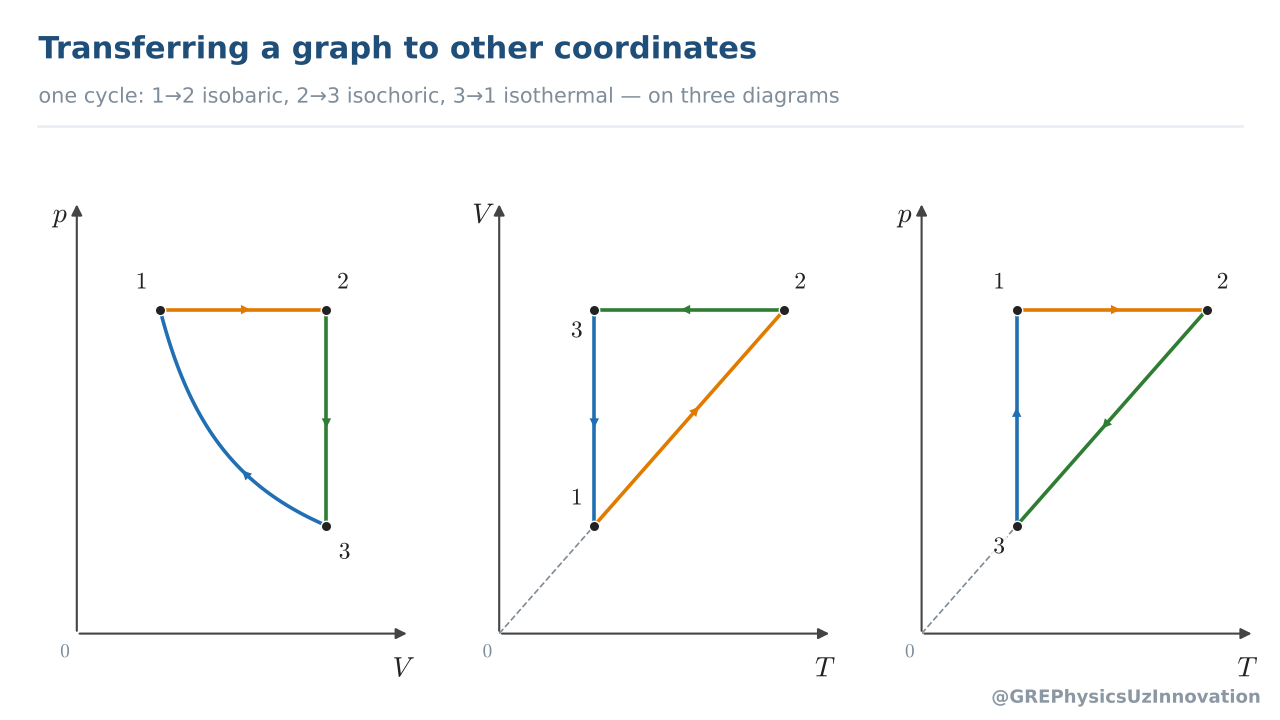 Transferring a graph to other coordinates
one cycle: 1→2 isobaric, 2→3 isochoric, 3→1 isothermal — on three diagrams
p
1
2
3
0
V
V
2
3
1
0
T
p
1
2
3
0
T
@GREPhysicsUzInnovation